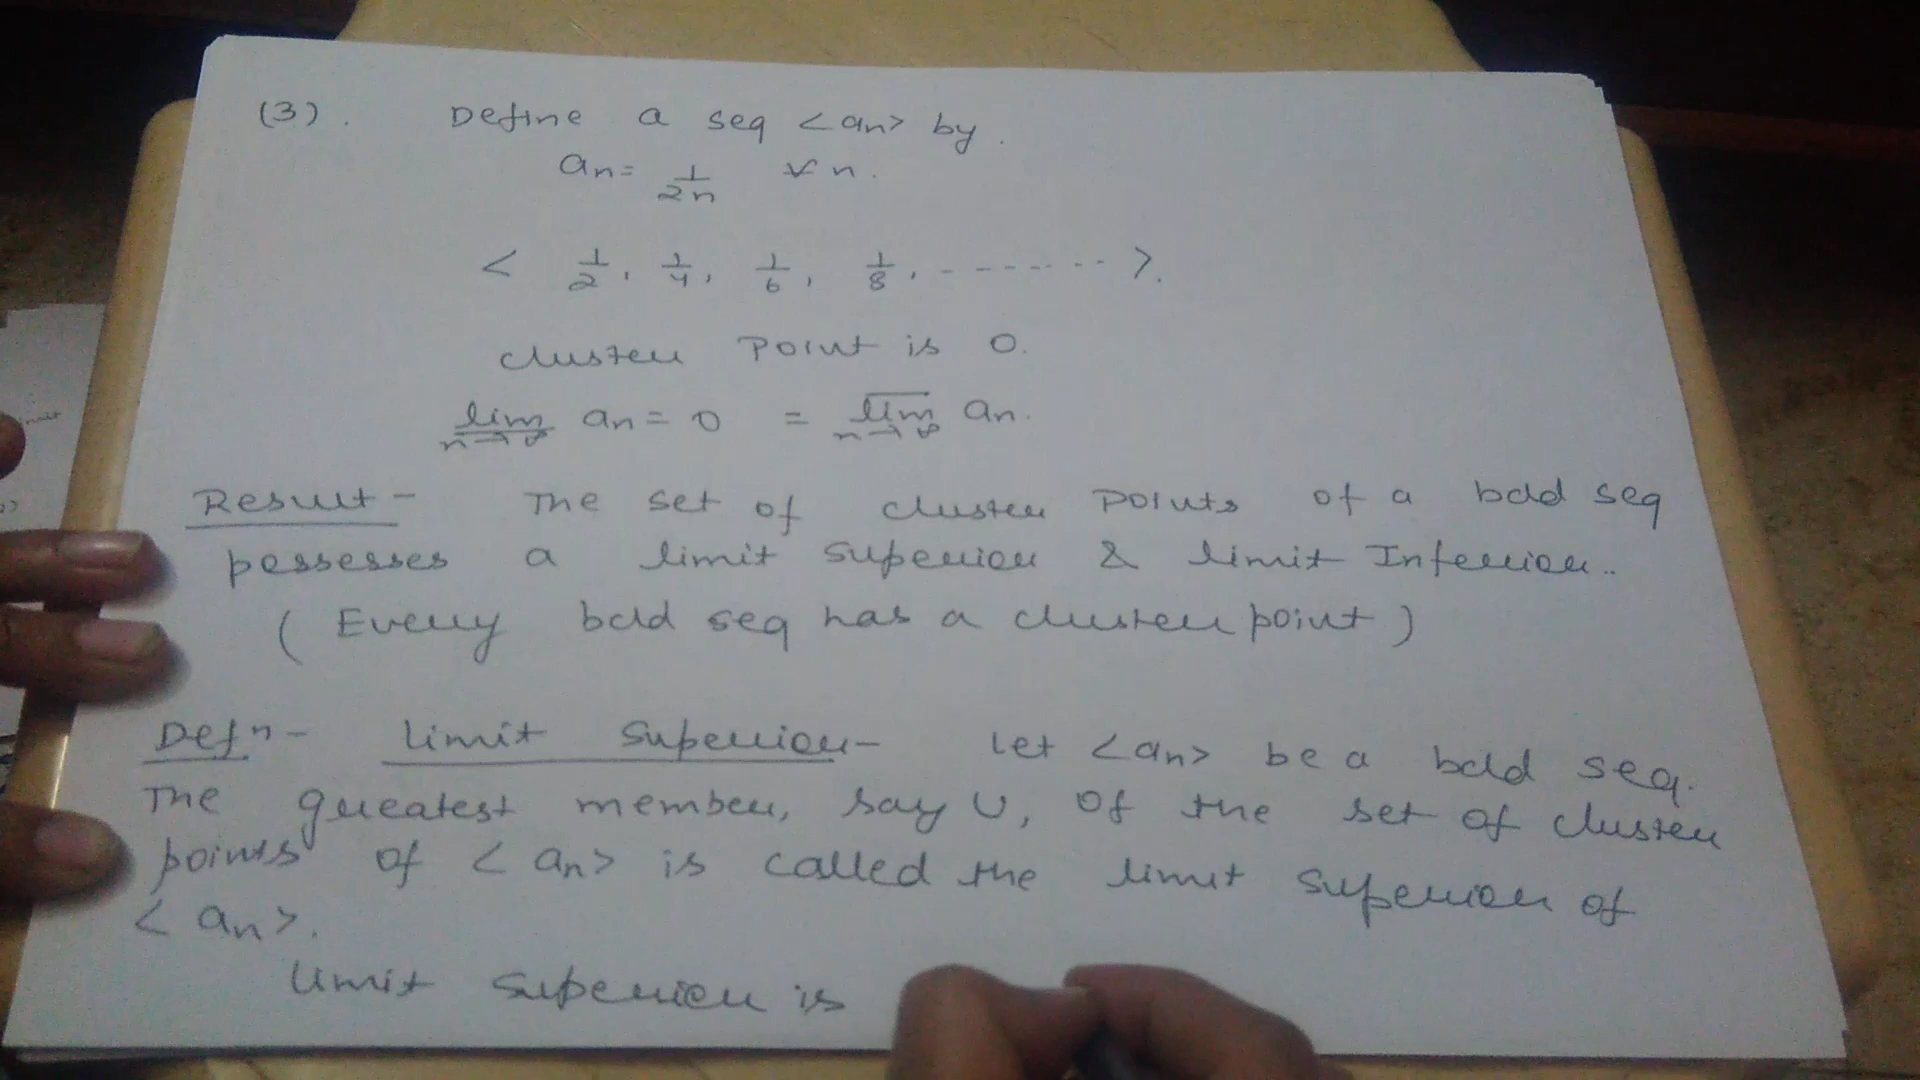 (3). Define a seq <an> by.
an = 1/2n ∀ n.
< 1/2, 1/4, 1/6, 1/8, ------- >.
cluster Point is 0.
lim n→∞ an = 0 = lim n→∞ an.
Result - The set of cluster points of a bdd seq
possesses a limit superior & limit Inferior..
( Every bdd seq has a cluster point )
Defn - Limit Superior - Let <an> be a bdd seq.
The greatest member, say U, of the set of cluster
points of <an> is called the limit superior of
<an>.
Limit superior is